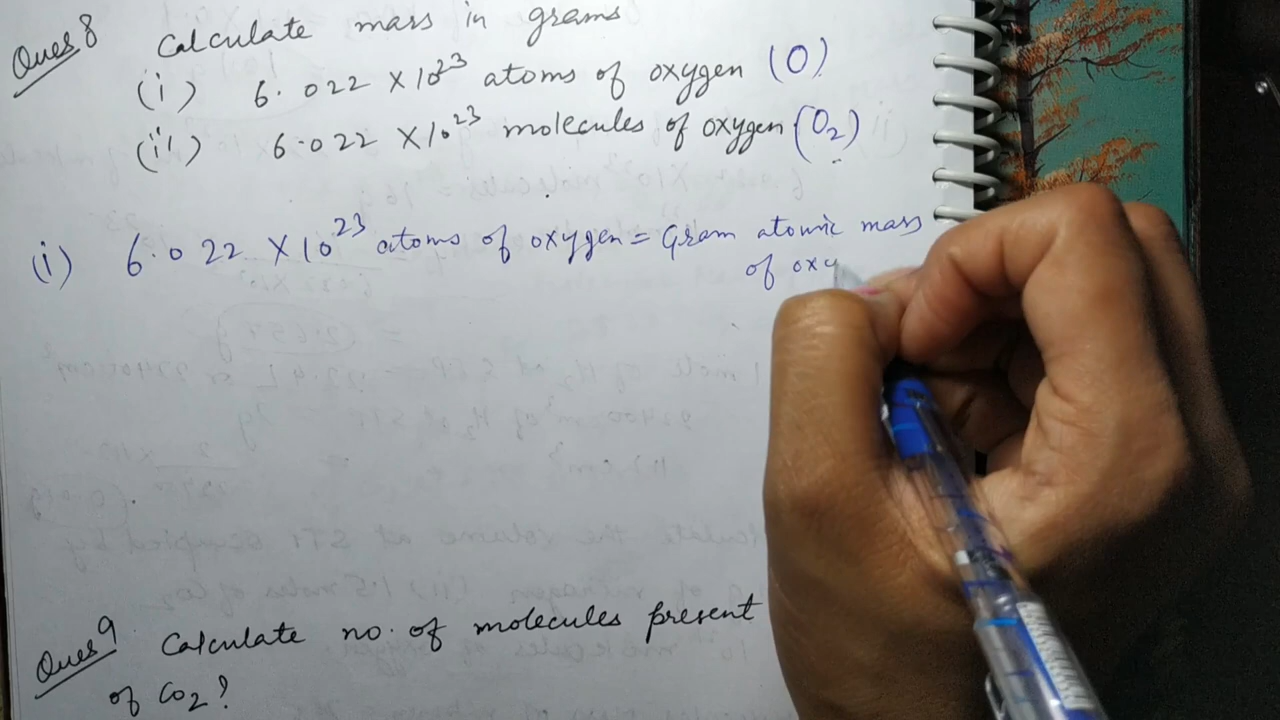 Ques 8 Calculate mass in grams
(i) 6.022 X 10²³ atoms of oxygen (O)
(ii) 6.022 X 10²³ molecules of oxygen (O₂)
(i) 6.022 X 10²³ atoms of oxygen = Gram atomic mass
of oxy
Ques 9 Calculate no. of molecules present
of CO₂?